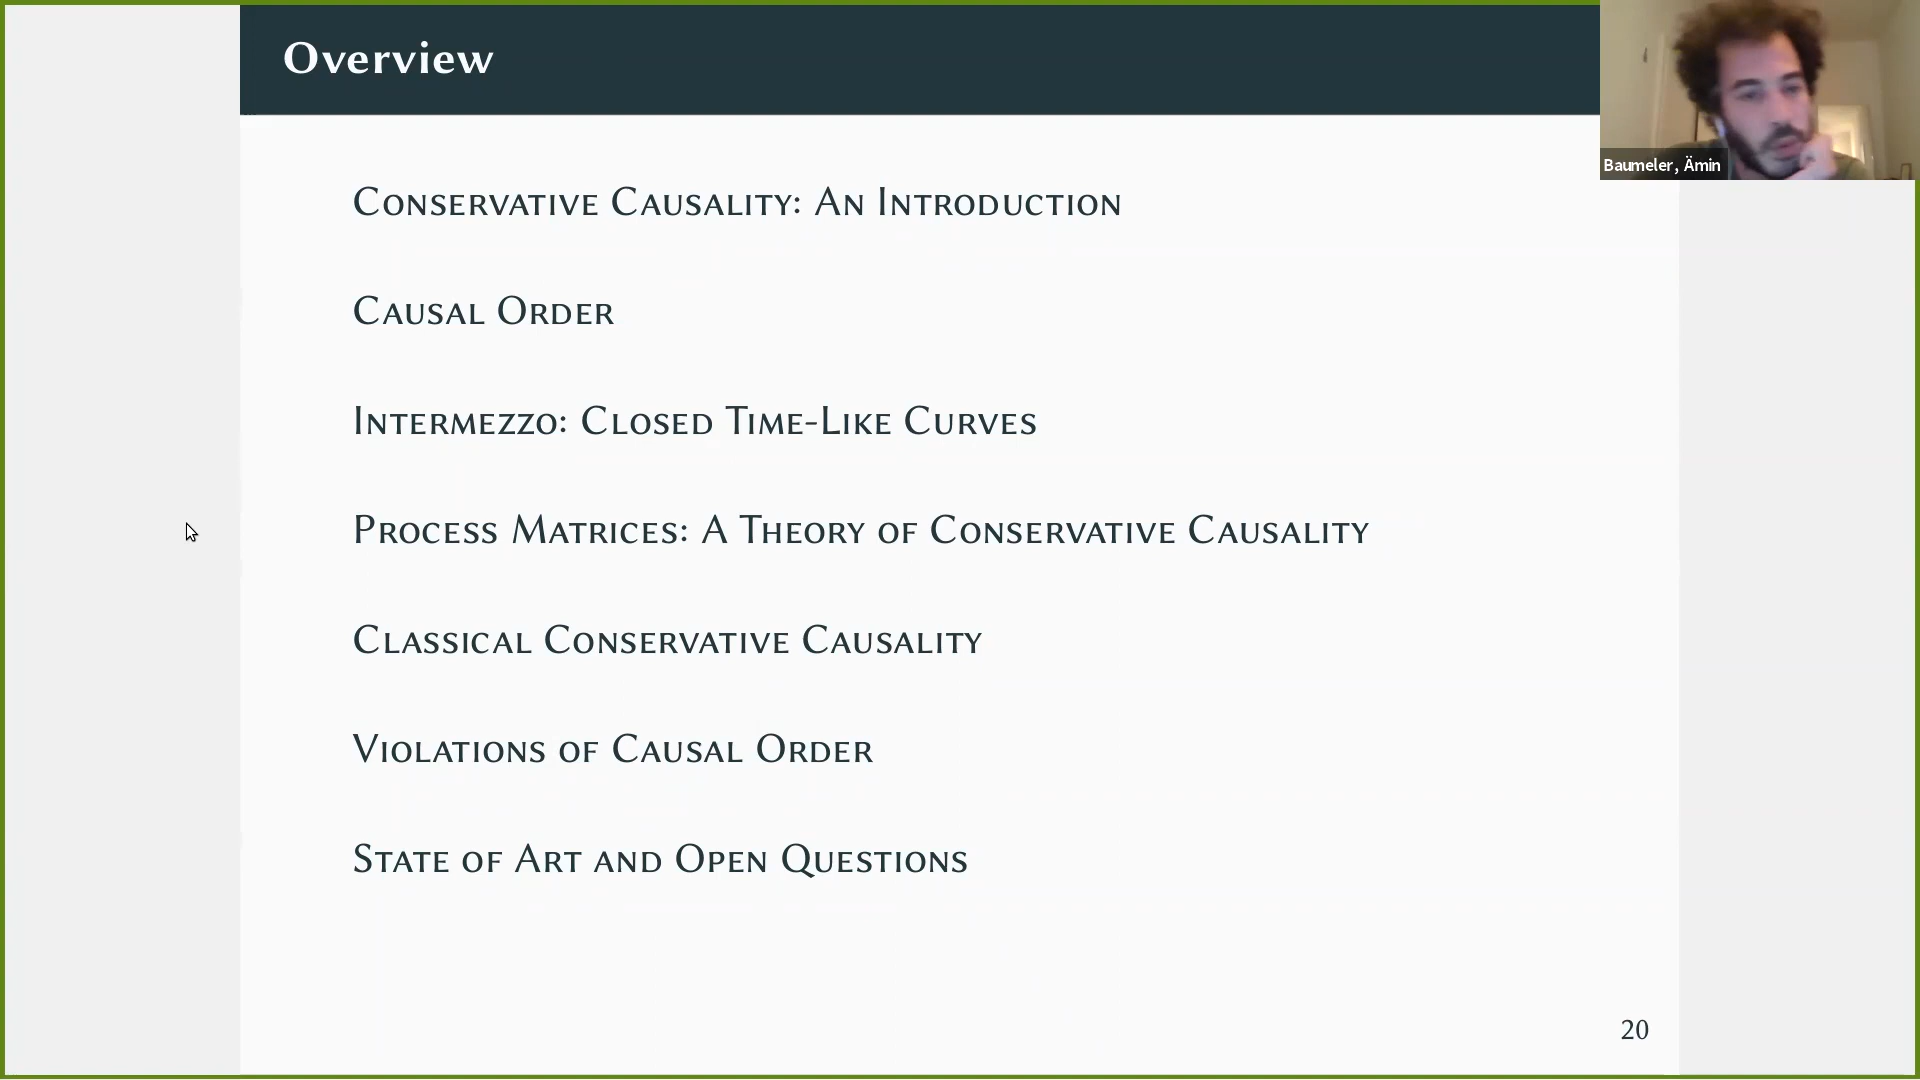 Overview
Baumeler, Ämin
Conservative Causality: An Introduction
Causal Order
Intermezzo: Closed Time-Like Curves
Process Matrices: A Theory of Conservative Causality
Classical Conservative Causality
Violations of Causal Order
State of Art and Open Questions
20